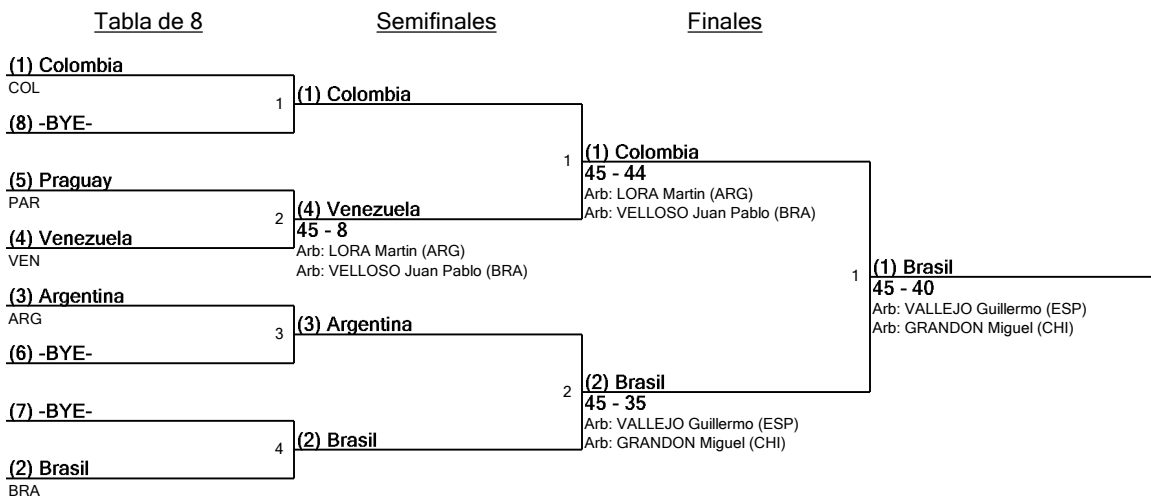 Tabla de 8
Semifinales
Finales
(1) Colombia
COL
1
(8) -BYE-
(5) Praguay
PAR
2
(4) Venezuela
VEN
(3) Argentina
ARG
3
(6) -BYE-
(7) -BYE-
4
(2) Brasil
BRA
(1) Colombia
1
(4) Venezuela
45 - 8
Arb: LORA Martin (ARG)
Arb: VELLOSO Juan Pablo (BRA)
(3) Argentina
2
(2) Brasil
(1) Colombia
45 - 44
Arb: LORA Martin (ARG)
Arb: VELLOSO Juan Pablo (BRA)
1
(2) Brasil
45 - 35
Arb: VALLEJO Guillermo (ESP)
Arb: GRANDON Miguel (CHI)
(1) Brasil
45 - 40
Arb: VALLEJO Guillermo (ESP)
Arb: GRANDON Miguel (CHI)